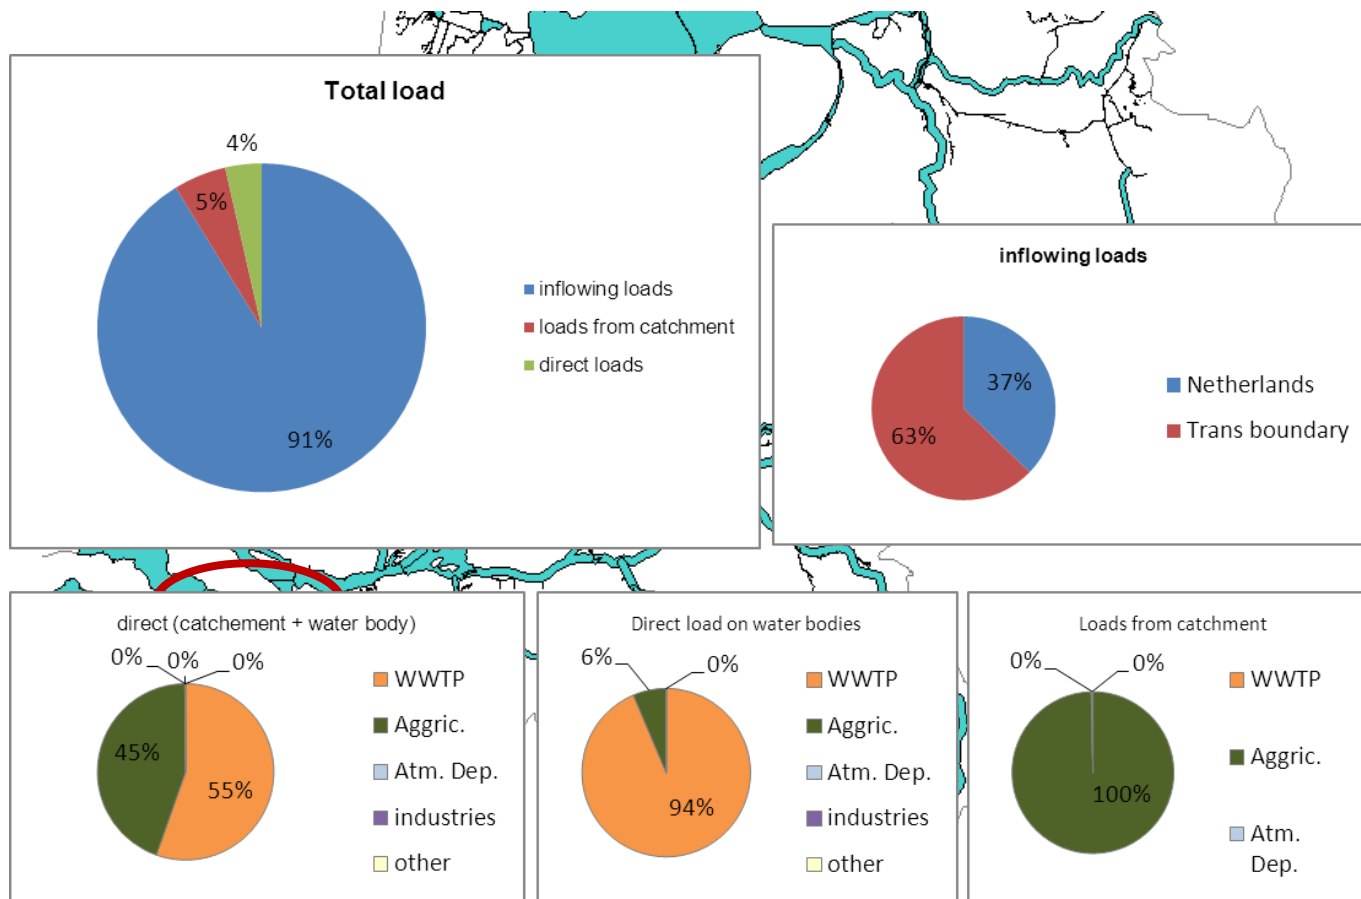 Total load
4%
5%
91%
inflowing loads
loads from catchment
direct loads
inflowing loads
37%
63%
Netherlands
Trans boundary
direct (catchement + water body)
0%
0%
0%
45%
55%
WWTP
Aggric.
Atm. Dep.
industries
other
Direct load on water bodies
6%
0%
94%
WWTP
Aggric.
Atm. Dep.
industries
other
Loads from catchment
0%
0%
100%
WWTP
Aggric.
Atm.
Dep.